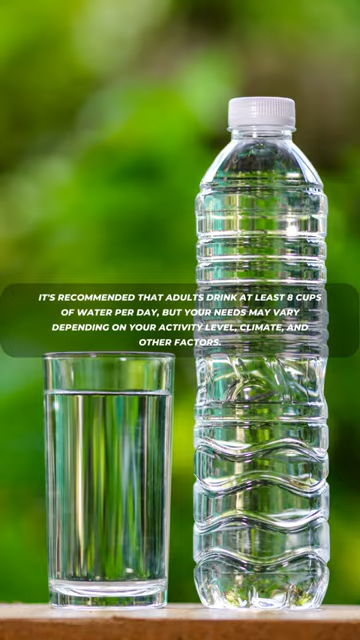 IT'S RECOMMENDED THAT ADULTS DRINK AT LEAST 8 CUPS
OF WATER PER DAY, BUT YOUR NEEDS MAY VARY
DEPENDING ON YOUR ACTIVITY LEVEL, CLIMATE, AND
OTHER FACTORS.